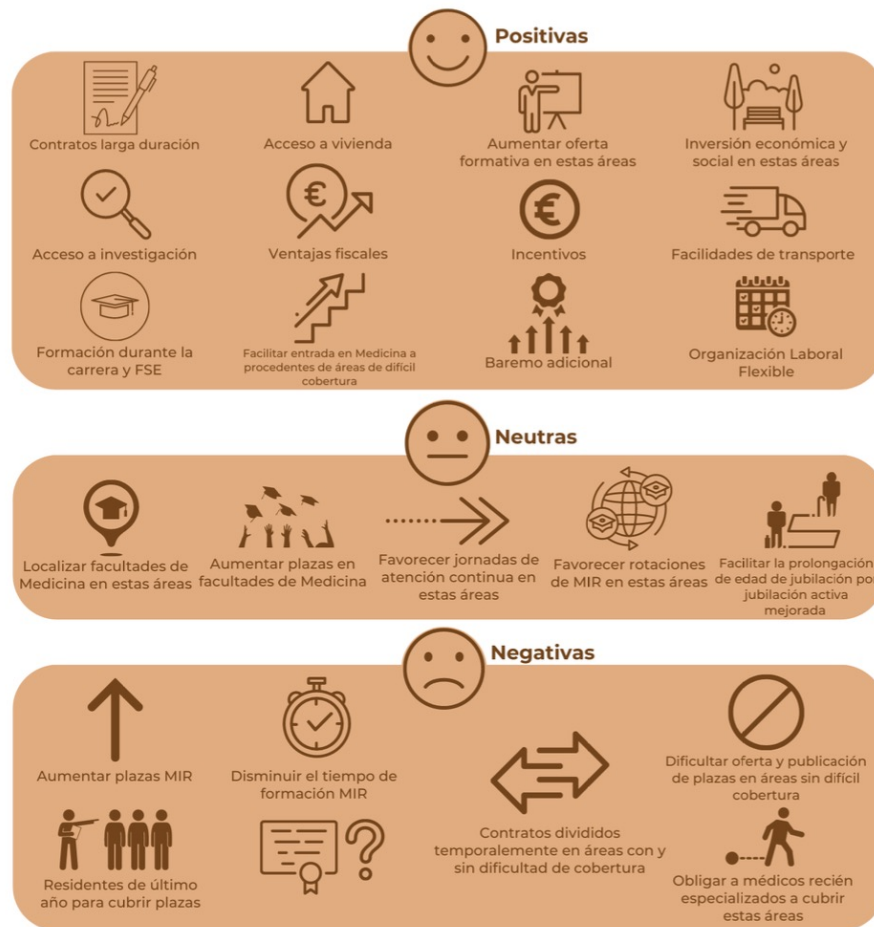 Positivas
Contratos larga duración
Acceso a vivienda
Aumentar oferta
formativa en estas áreas
Inversión económica y
social en estas áreas
Acceso a investigación
Ventajas fiscales
Incentivos
Facilidades de transporte
Formación durante la
carrera y FSE
Facilitar entrada en Medicina a
procedentes de áreas de difícil
cobertura
Baremo adicional
Organización Laboral
Flexible
Neutras
Localizar facultades de
Medicina en estas áreas
Aumentar plazas en
facultades de Medicina
Favorecer jornadas de
atención continua en
estas áreas
Favorecer rotaciones
de MIR en estas áreas
Facilitar la prolongación
de edad de jubilación por
jubilación activa
mejorada
Negativas
Aumentar plazas MIR
Disminuir el tiempo de
formación MIR
Contratos divididos
temporalemente en áreas con y
sin dificultad de cobertura
Dificultar oferta y publicación
de plazas en áreas sin difícil
cobertura
Residentes de último
año para cubrir plazas
Obligar a médicos recién
especializados a cubrir
estas áreas